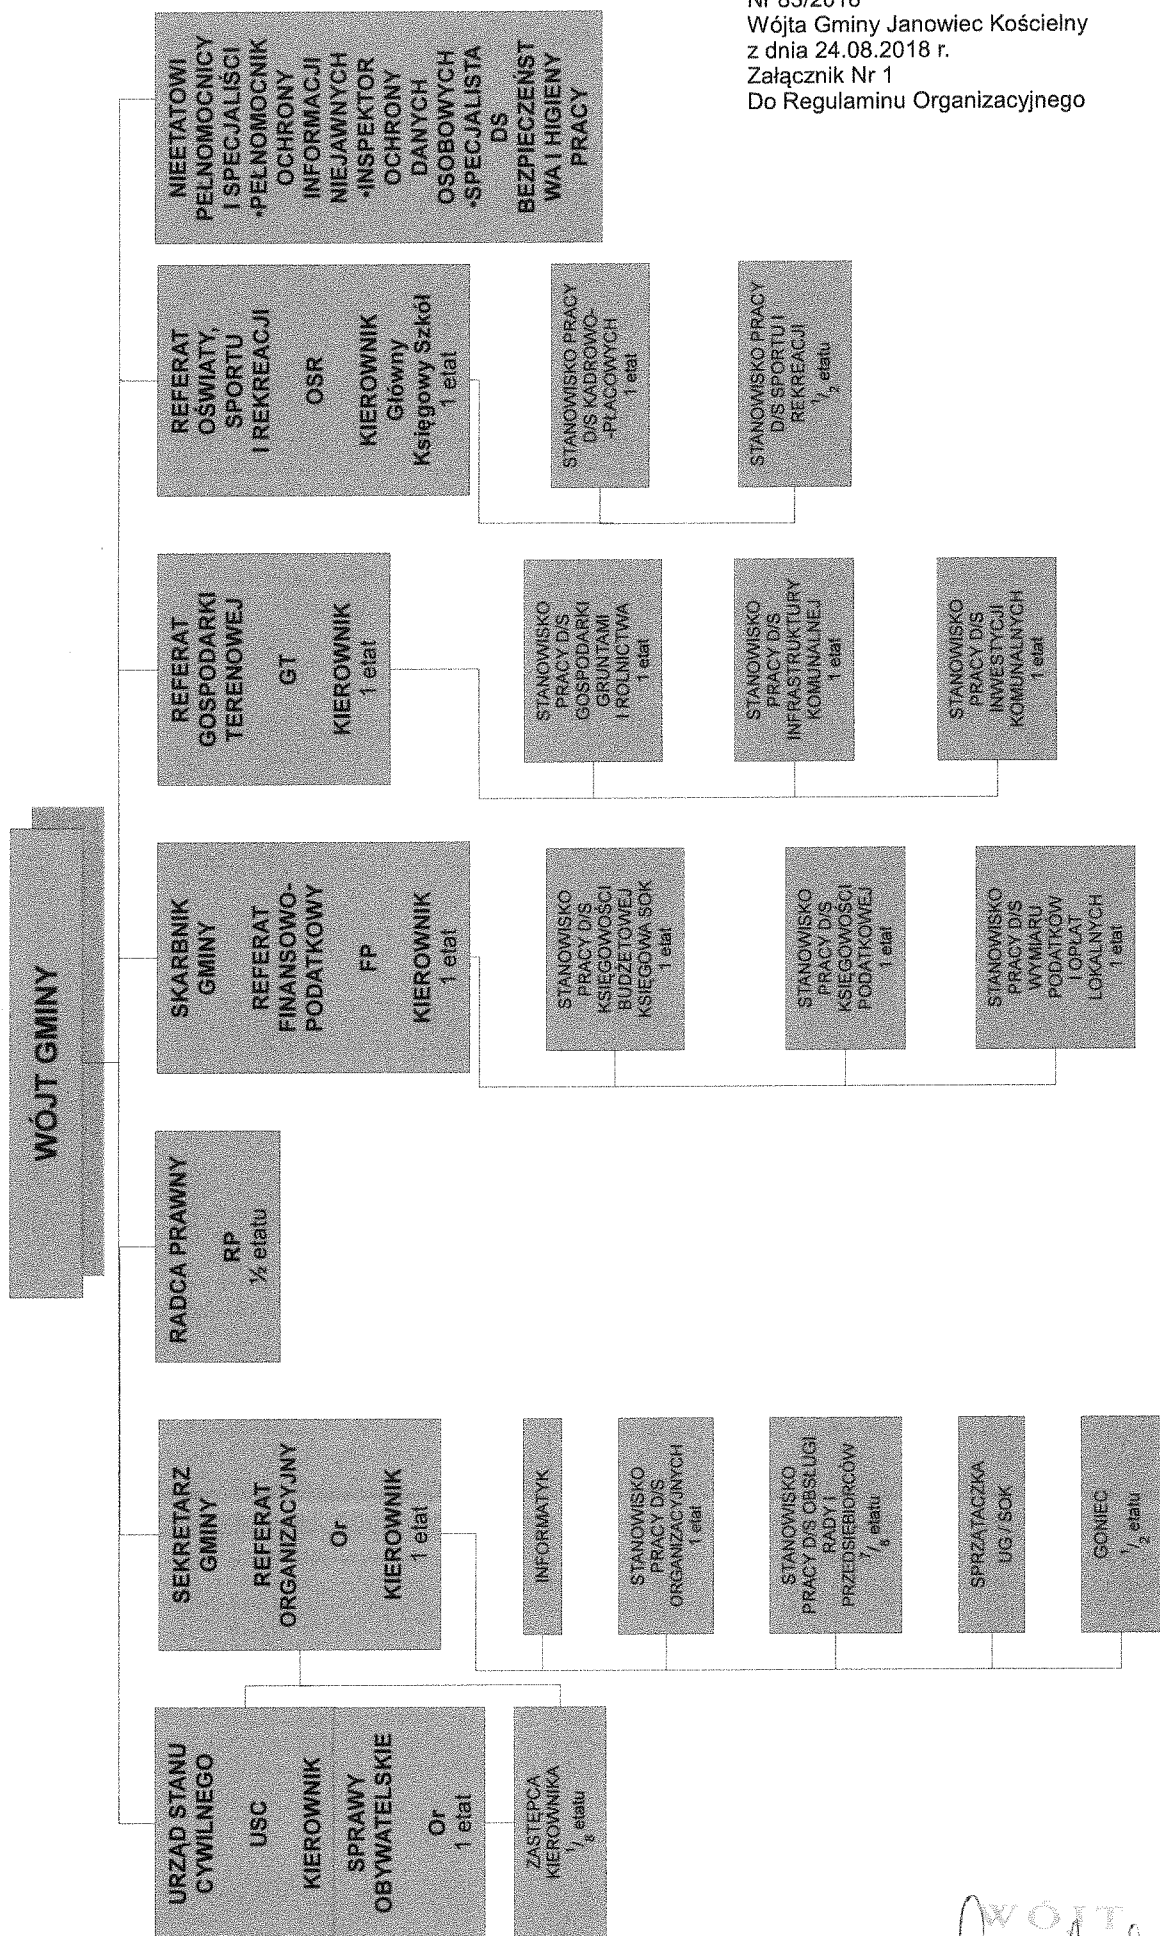 Nr 83/2018
Wójta Gminy Janowiec Kościelny
z dnia 24.08.2018 r.
Załącznik Nr 1
Do Regulaminu Organizacyjnego
WÓJT GMINY
URZĄD STANU
CYWILNEGO
USC
KIEROWNIK
SPRAWY
OBYWATELSKIE
Or
1 etat
ZASTĘPCA
KIEROWNIKA
1/8 etatu
SEKRETARZ
GMINY
REFERAT
ORGANIZACYJNY
Or
KIEROWNIK
1 etat
INFORMATYK
STANOWISKO
PRACY D/S
ORGANIZACYJNYCH
1 etat
STANOWISKO
PRACY D/S OBSŁUGI
RADY I
PRZEDSIĘBIORCÓW
7/8 etatu
SPRZĄTACZKA
UG / SOK
GONIEC
1/2 etatu
RADCA PRAWNY
RP
½ etatu
SKARBNIK
GMINY
REFERAT
FINANSOWO-
PODATKOWY
FP
KIEROWNIK
1 etat
STANOWISKO
PRACY D/S
KSIĘGOWOŚCI
BUDŻETOWEJ
KSIĘGOWA SOK
1 etat
STANOWISKO
PRACY D/S
KSIĘGOWOŚCI
PODATKOWEJ
1 etat
STANOWISKO
PRACY D/S
WYMIARU
PODATKÓW
I OPŁAT
LOKALNYCH
1 etat
REFERAT
GOSPODARKI
TERENOWEJ
GT
KIEROWNIK
1 etat
STANOWISKO
PRACY D/S
GOSPODARKI
GRUNTAMI
I ROLNICTWA
1 etat
STANOWISKO
PRACY D/S
INFRASTRUKTURY
KOMUNALNEJ
1 etat
STANOWISKO
PRACY D/S
INWESTYCJI
KOMUNALNYCH
1 etat
REFERAT
OŚWIATY,
SPORTU
I REKREACJI
OSR
KIEROWNIK
Główny
Księgowy Szkół
1 etat
STANOWISKO PRACY
D/S KADROWO-
-PŁACOWYCH
1 etat
STANOWISKO PRACY
D/S SPORTU I
REKREACJI
1/2 etatu
NIEETATOWI
PEŁNOMOCNICY
I SPECJALIŚCI
•PEŁNOMOCNIK
OCHRONY
INFORMACJI
NIEJAWNYCH
•INSPEKTOR
OCHRONY
DANYCH
OSOBOWYCH
•SPECJALISTA
DS
BEZPIECZEŃST
WA I HIGIENY
PRACY
WÓJT